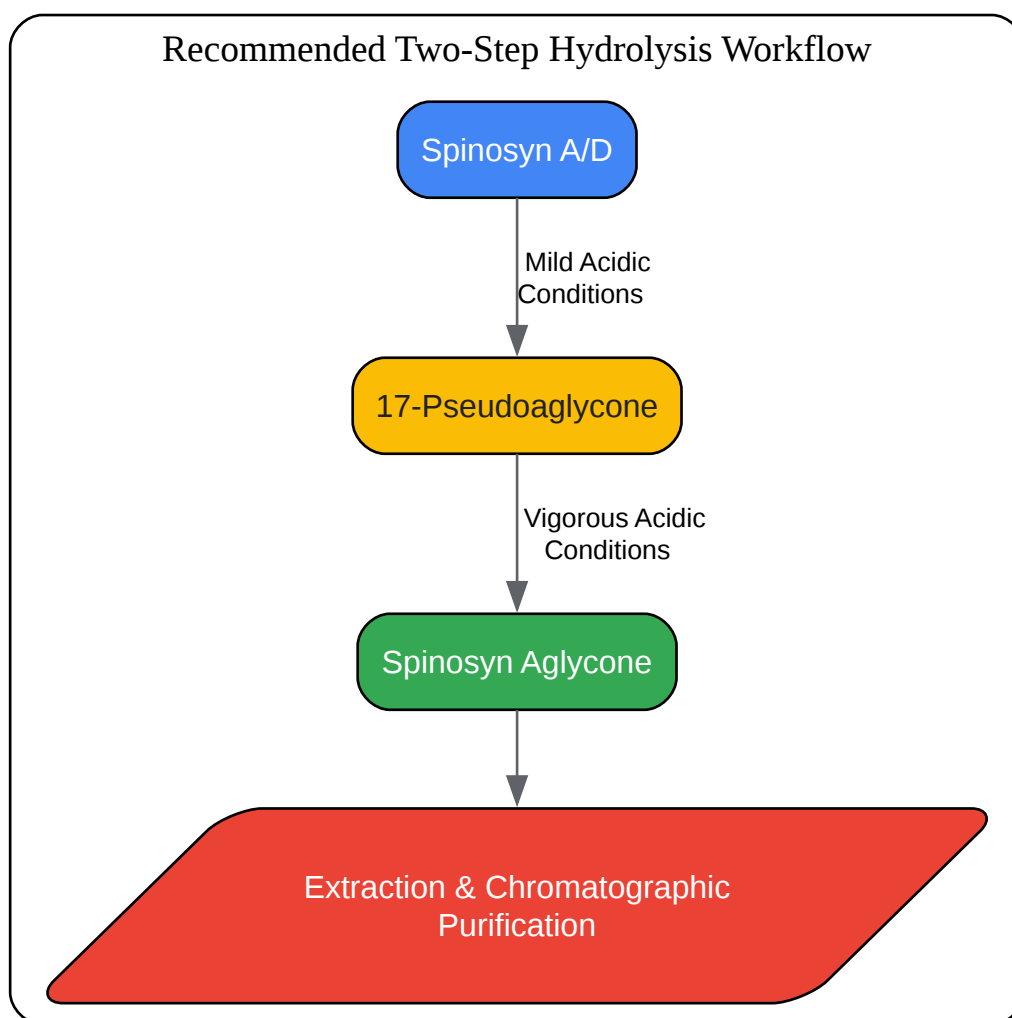 Recommended Two-Step Hydrolysis Workflow
Spinosyn A/D
Mild Acidic
Conditions
17-Pseudoaglycone
Vigorous Acidic
Conditions
Spinosyn Aglycone
Extraction & Chromatographic
Purification